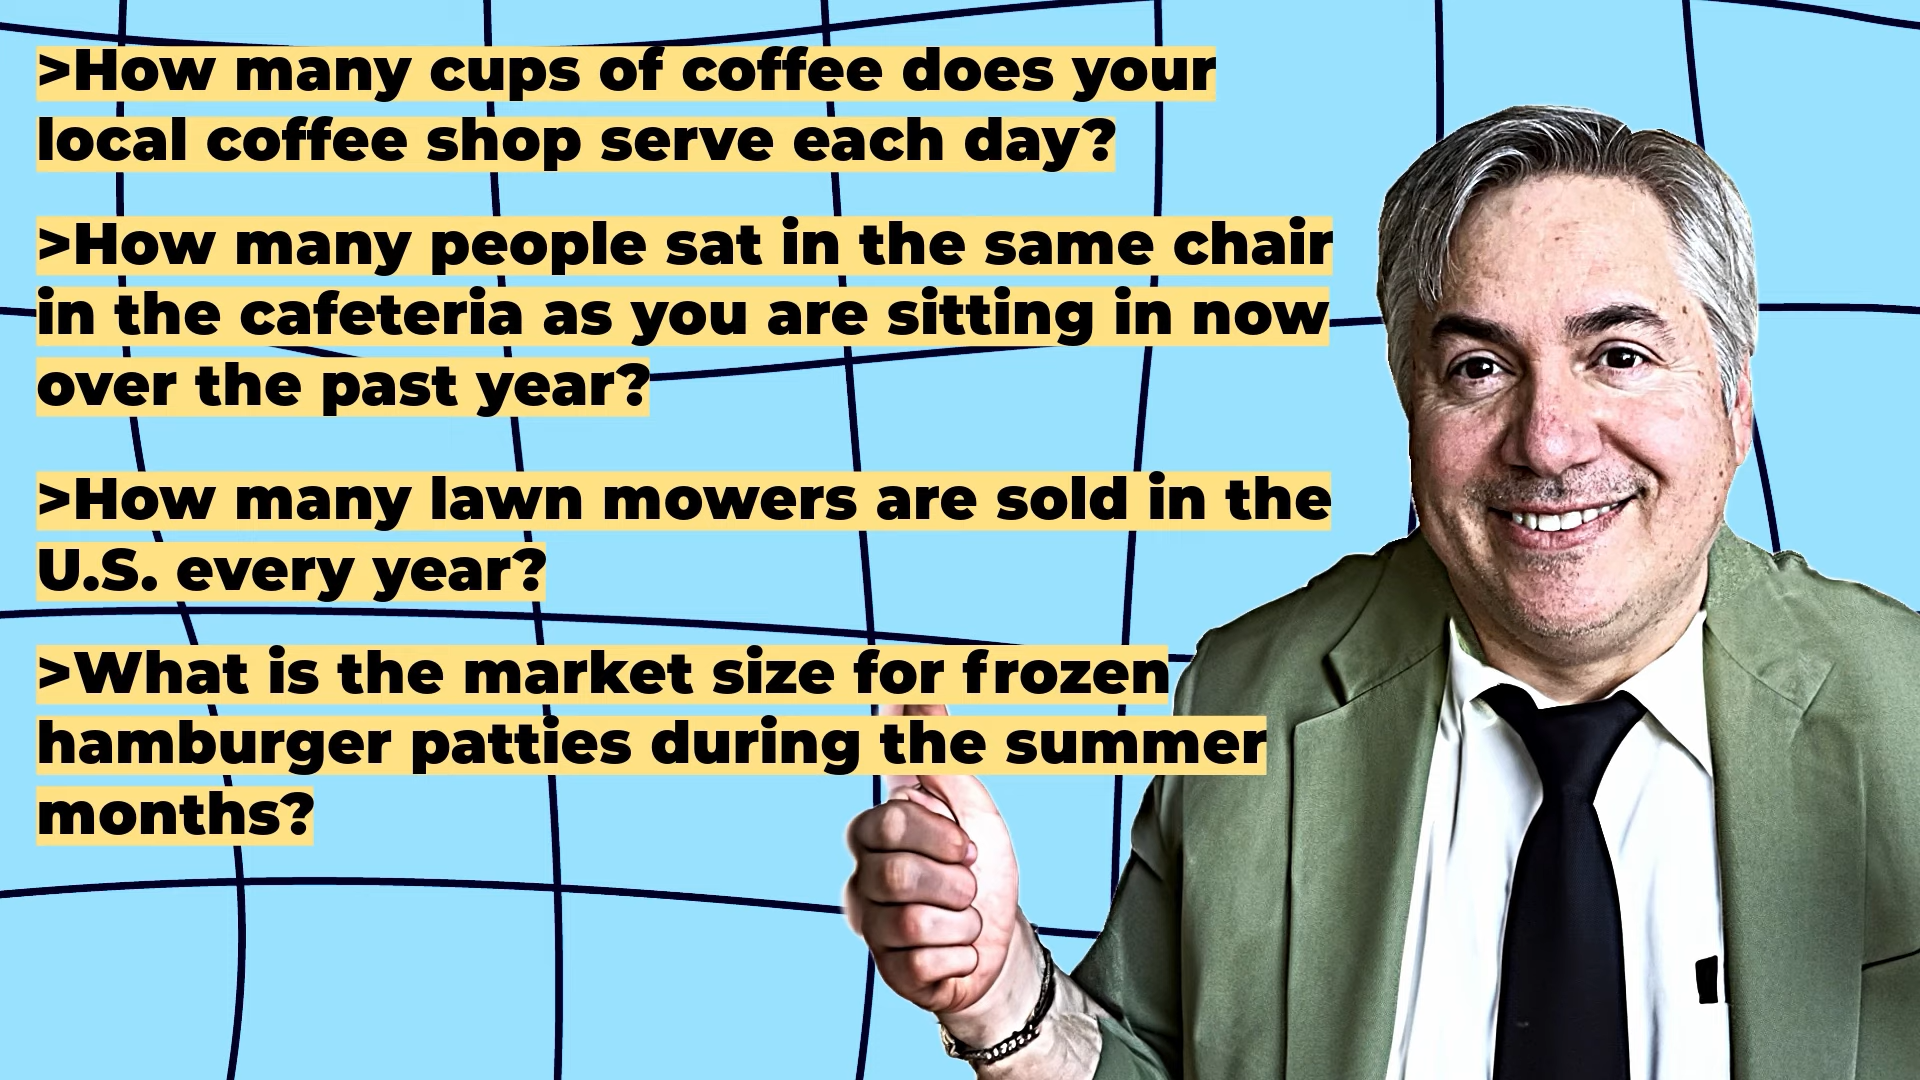 >How many cups of coffee does your
local coffee shop serve each day?
>How many people sat in the same chair
in the cafeteria as you are sitting in now
over the past year?
>How many lawn mowers are sold in the
U.S. every year?
>What is the market size for frozen
hamburger patties during the summer
months?